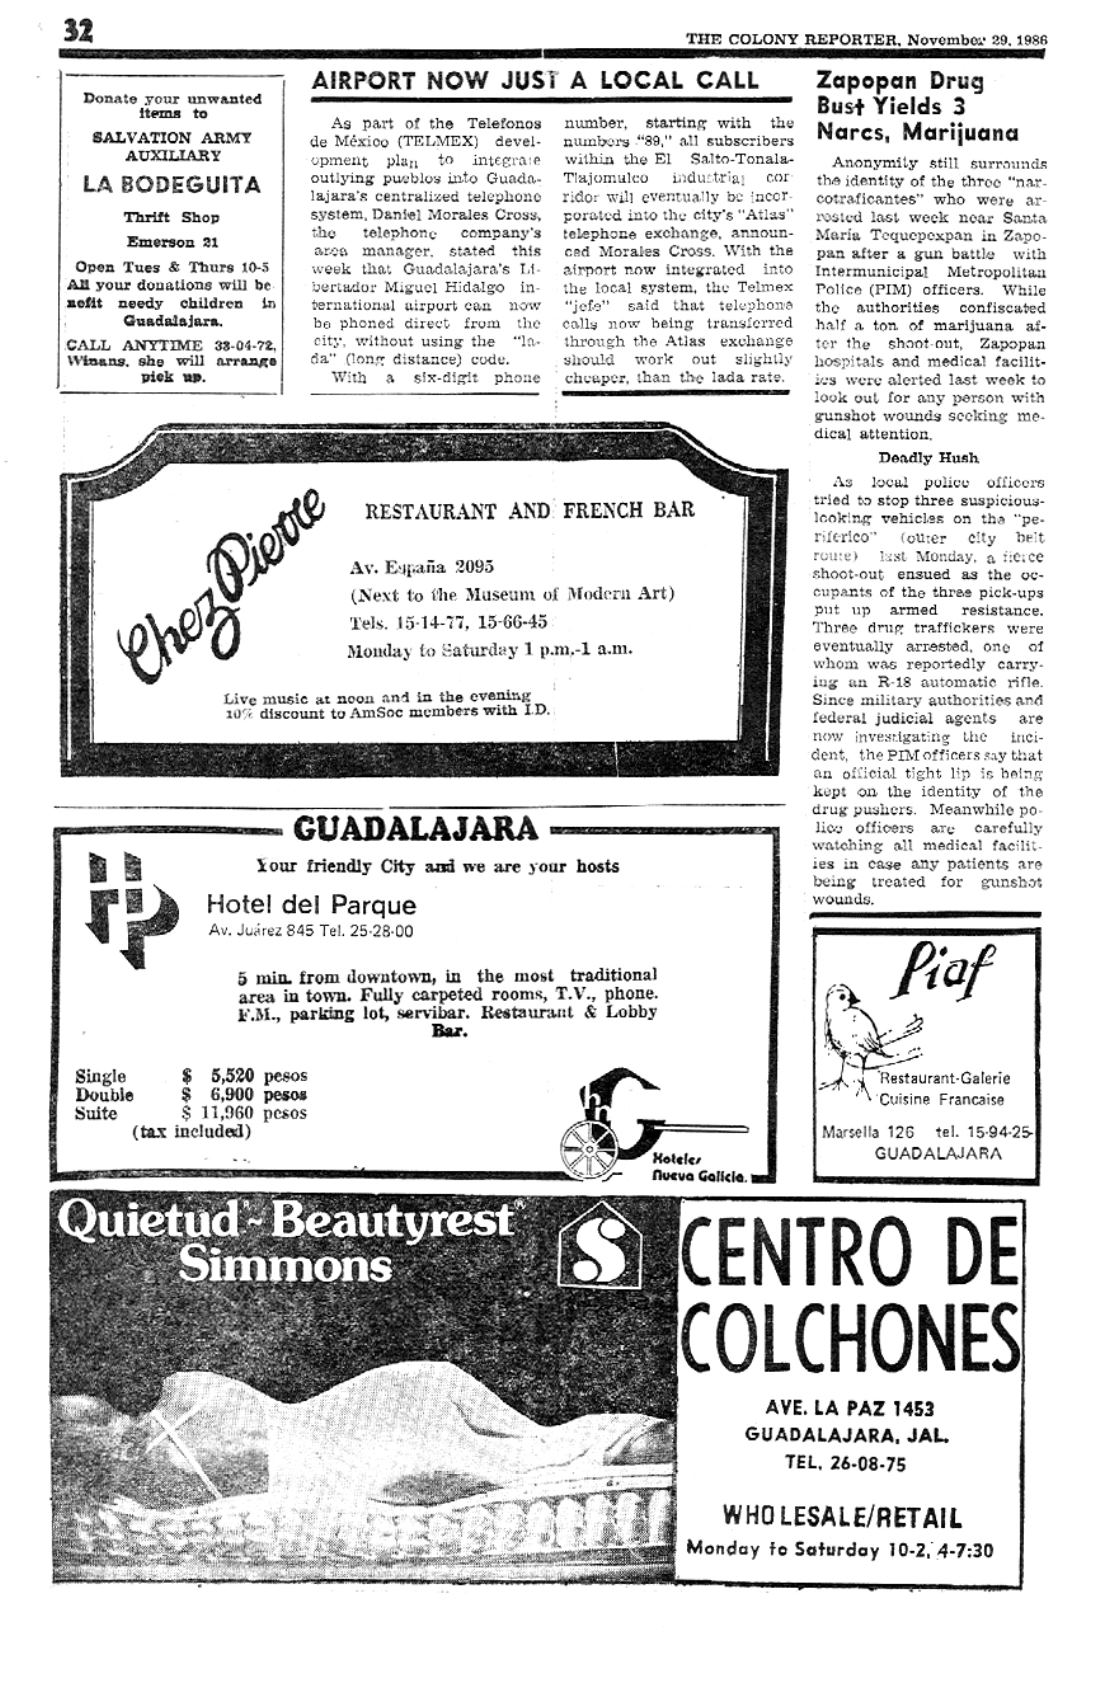 32
THE COLONY REPORTER, November 29, 1986
Donate your unwanted
items to
SALVATION ARMY
AUXILIARY
LA BODEGUITA
Thrift Shop
Emerson 21
Open Tues & Thurs 10-5
All your donations will be
nefit needy children in
Guadalajara.
CALL ANYTIME 33-04-72,
Winans, she will arrange
pick up.
AIRPORT NOW JUST A LOCAL CALL
As part of the Telefonos
de México (TELMEX) devel-
opment plan to integrate
outlying pueblos into Guada-
lajara's centralized telephone
system, Daniel Morales Cross,
the telephone company's
area manager, stated this
week that Guadalajara's Li-
bertador Miguel Hidalgo in-
ternational airport can now
be phoned direct from the
city, without using the "la-
da" (long distance) code.
With a six-digit phone
number, starting with the
numbers "89," all subscribers
within the El Salto-Tonala-
Tlajomulco industrial cor
ridor will eventually be incor-
porated into the city's "Atlas"
telephone exchange, announ-
ced Morales Cross. With the
airport now integrated into
the local system, the Telmex
"jefe" said that telephone
calls now being transferred
through the Atlas exchange
should work out slightly
cheaper, than the lada rate.
Zapopan Drug
Bust Yields 3
Narcs, Marijuana
Anonymity still surrounds
the identity of the three "nar-
cotraficantes" who were ar-
rested last week near Santa
María Tequepexpan in Zapo-
pan after a gun battle with
Intermunicipal Metropolitan
Police (PIM) officers. While
the authorities confiscated
half a ton of marijuana af-
ter the shoot-out, Zapopan
hospitals and medical facilit-
ies were alerted last week to
look out for any person with
gunshot wounds seeking me-
dical attention.
Deadly Hush
As local police officers
tried to stop three suspicious-
looking vehicles on the "pe-
riferico" (outer city belt
route) last Monday, a fierce
shoot-out ensued as the oc-
cupants of the three pick-ups
put up armed resistance.
Three drug traffickers were
eventually arrested, one of
whom was reportedly carry-
ing an R-18 automatic rifle.
Since military authorities and
federal judicial agents are
now investigating the inci-
dent, the PIM officers say that
an official tight lip is being
kept on the identity of the
drug pushers. Meanwhile po-
lice officers are carefully
watching all medical facilit-
ies in case any patients are
being treated for gunshot
wounds.
Chez Pierre
RESTAURANT AND FRENCH BAR
Av. España 2095
(Next to the Museum of Modern Art)
Tels. 15-14-77, 15-66-45
Monday to Saturday 1 p.m.-1 a.m.
Live music at noon and in the evening
10% discount to AmSoc members with I.D.
GUADALAJARA
Your friendly City and we are your hosts
HP
Hotel del Parque
Av. Juárez 845 Tel. 25-28-00
5 min. from downtown, in the most traditional
area in town. Fully carpeted rooms, T.V., phone.
F.M., parking lot, servibar. Restaurant & Lobby
Bar.
Single $ 5,520 pesos
Double $ 6,900 pesos
Suite $ 11,960 pesos
(tax included)
hnG
Hoteles
Nueva Galicia.
Piaf
Restaurant-Galerie
Cuisine Francaise
Marsella 126 tel. 15-94-25
GUADALAJARA
Quietud ~ Beautyrest®
Simmons
S
CENTRO DE
COLCHONES
AVE. LA PAZ 1453
GUADALAJARA, JAL.
TEL. 26-08-75
WHOLESALE/RETAIL
Monday to Saturday 10-2, 4-7:30